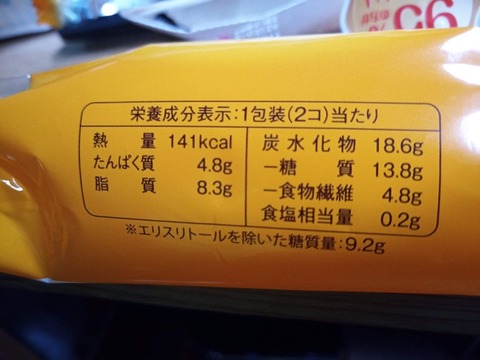 栄養成分表示:1包装(2コ)当たり
熱量 141kcal
たんぱく質 4.8g
脂質 8.3g
炭水化物 18.6g
-糖質 13.8g
-食物繊維 4.8g
食塩相当量 0.2g
※エリスリトールを除いた糖質量:9.2g